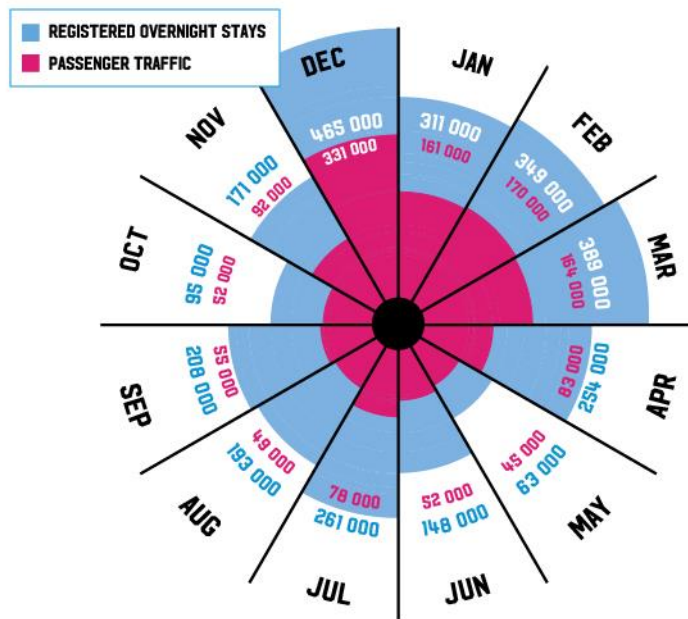 REGISTERED OVERNIGHT STAYS
PASSENGER TRAFFIC
JAN
311 000
161 000
FEB
349 000
170 000
MAR
389 000
164 000
APR
83 000
254 000
MAY
45 000
63 000
JUN
52 000
148 000
JUL
78 000
261 000
AUG
49 000
193 000
SEP
55 000
208 000
OCT
95 000
52 000
NOV
171 000
92 000
DEC
465 000
331 000